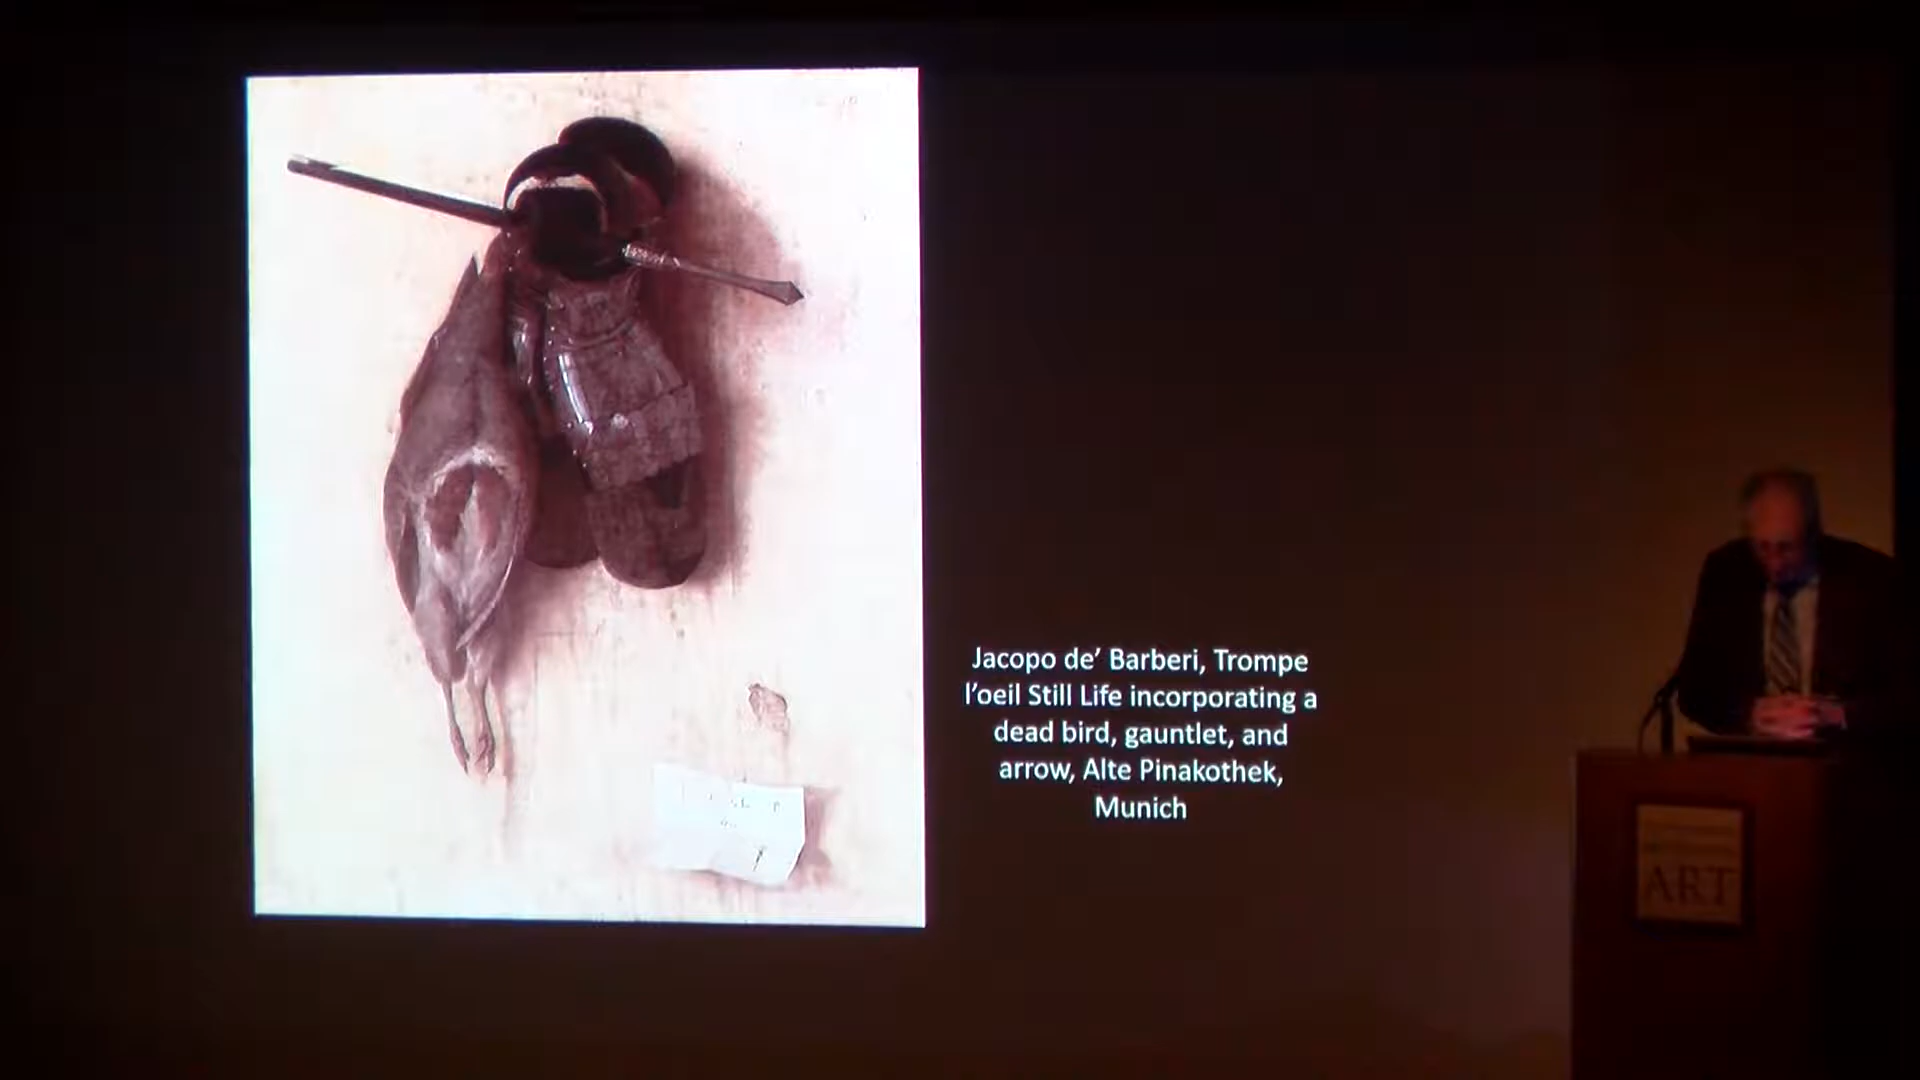 Jacopo de’ Barberi, Trompe
l’oeil Still Life incorporating a
dead bird, gauntlet, and
arrow, Alte Pinakothek,
Munich
ART